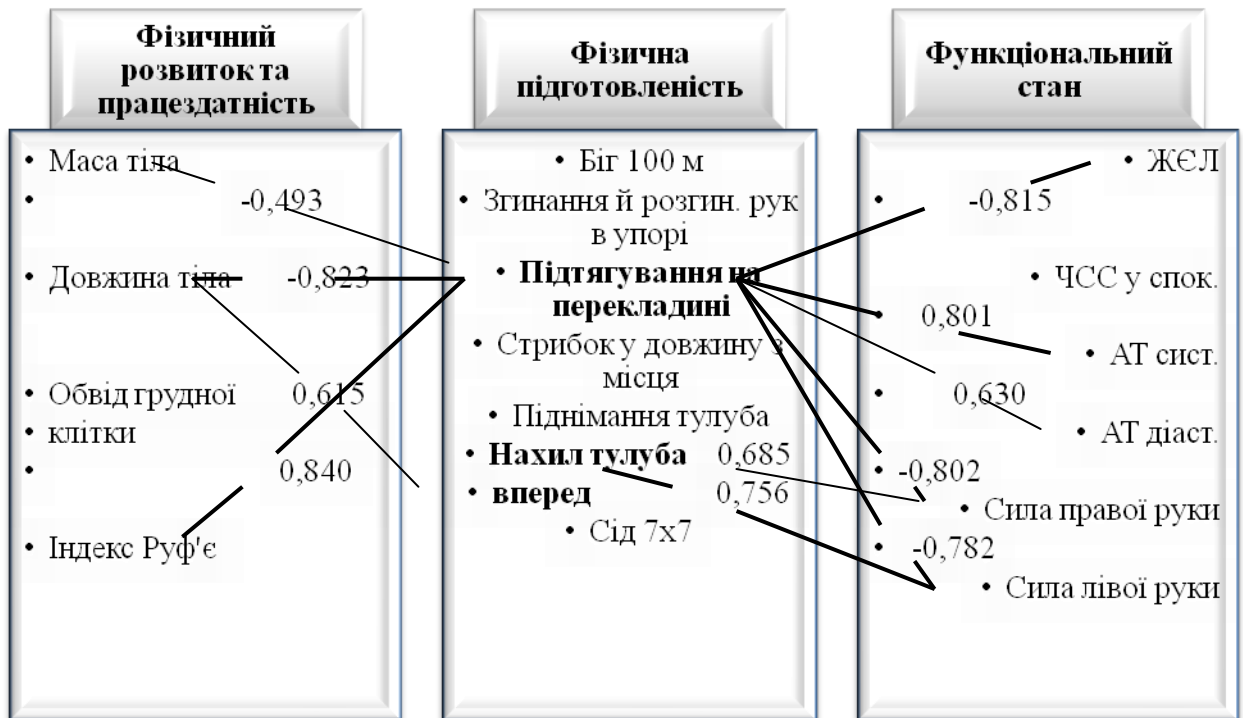 Фізичний
розвиток та
працездатність
• Маса тіла
•
-0,493
• Довжина тіла -0,823
• Обвід грудної 0,615
• клітки
•
0,840
• Індекс Руф'є
Фізична
підготовленість
• Біг 100 м
• Згинання й розгин. рук
в упорі
• Підтягування на
перекладині
• Стрибок у довжину з
місця
• Піднімання тулуба
• Нахил тулуба 0,685
• вперед 0,756
• Сід 7х7
Функціональний
стан
• ЖЄЛ
• -0,815
• ЧСС у спок.
• 0,801
• АТ сист.
• 0,630
• АТ діаст.
• -0,802
• Сила правої руки
• -0,782
• Сила лівої руки